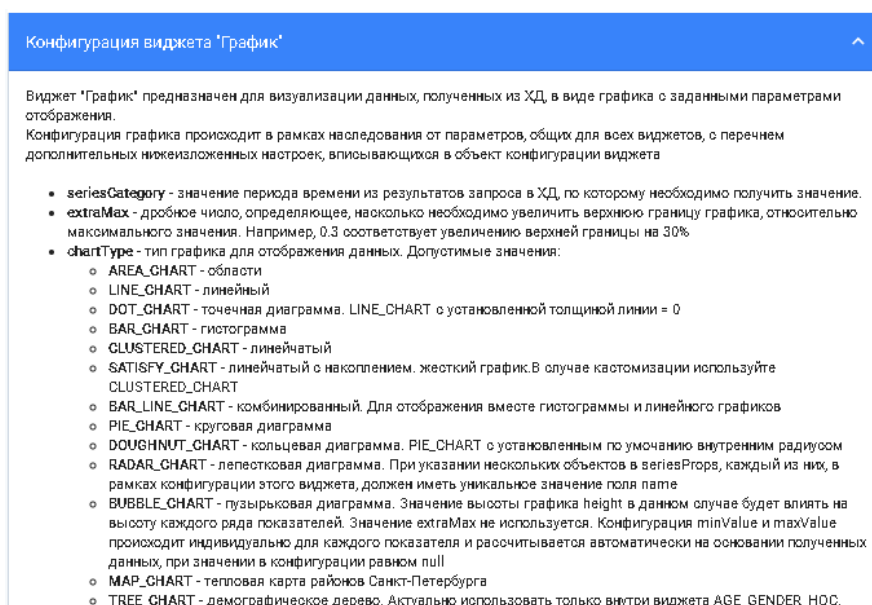 Конфигурация виджета "График"
Виджет "График" предназначен для визуализации данных, полученных из ХД, в виде графика с заданными параметрами
отображения.
Конфигурация графика происходит в рамках наследования от параметров, общих для всех виджетов, с перечнем
дополнительных нижеизложенных настроек, вписывающихся в объект конфигурации виджета
• seriesCategory - значение периода времени из результатов запроса в ХД, по которому необходимо получить значение.
• extraMax - дробное число, определяющее, насколько необходимо увеличить верхнюю границу графика, относительно
максимального значения. Например, 0.3 соответствует увеличению верхней границы на 30%
• chartType - тип графика для отображения данных. Допустимые значения:
◦ AREA_CHART - области
◦ LINE_CHART - линейный
◦ DOT_CHART - точечная диаграмма. LINE_CHART с установленной толщиной линии = 0
◦ BAR_CHART - гистограмма
◦ CLUSTERED_CHART - линейчатый
◦ SATISFY_CHART - линейчатый с накоплением. жесткий график.В случае кастомизации используйте
CLUSTERED_CHART
◦ BAR_LINE_CHART - комбинированный. Для отображения вместе гистограммы и линейного графиков
◦ PIE_CHART - круговая диаграмма
◦ DOUGHNUT_CHART - кольцевая диаграмма. PIE_CHART с установленным по умочанию внутренним радиусом
◦ RADAR_CHART - лепестковая диаграмма. При указании нескольких объектов в seriesProps, каждый из них, в
рамках конфигурации этого виджета, должен иметь уникальное значение поля name
◦ BUBBLE_CHART - пузырьковая диаграмма. Значение высоты графика height в данном случае будет влиять на
высоту каждого ряда показателей. Значение extraMax не используется. Конфигурация minValue и maxValue
происходит индивидуально для каждого показателя и рассчитывается автоматически на основании полученных
данных, при значении в конфигурации равном null
◦ MAP_CHART - тепловая карта районов Санкт-Петербурга
◦ TREE_CHART - демографическое дерево. Актуально использовать только внутри виджета AGE_GENDER_HOC.